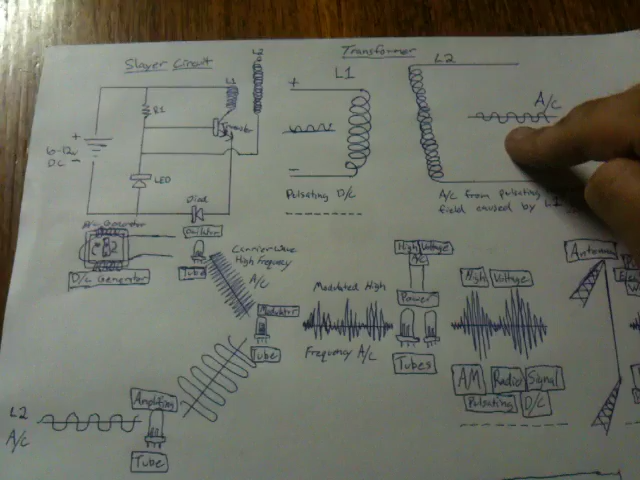 Slayer Circuit
L2
L1
R1
+
6-12v
DC -
LED
Diod
Transformer
L1
+
-
Pulsating D/C
L2
A/C
A/C from pulsating
field caused by
Generator
D/C Generator
Tube
Carrier Wave
High Frequency
A/C
Modulator
Tube
Modulated High
Frequency A/C
High Voltage
Power
Tubes
High Voltage
AM Radio Signal
Pulsating D/C
Antenna
L2
A/C
Amplifier
Tube